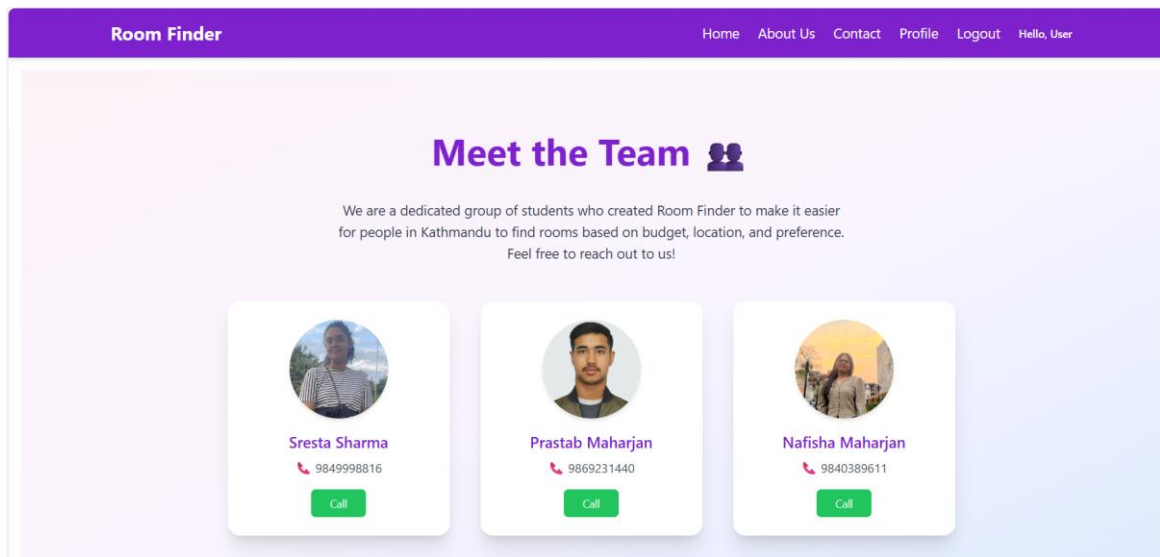 Room Finder
Home About Us Contact Profile Logout Hello, User
Meet the Team
We are a dedicated group of students who created Room Finder to make it easier
for people in Kathmandu to find rooms based on budget, location, and preference.
Feel free to reach out to us!
Sresta Sharma
9849998816
Call
Prastab Maharjan
9869231440
Call
Nafisha Maharjan
9840389611
Call